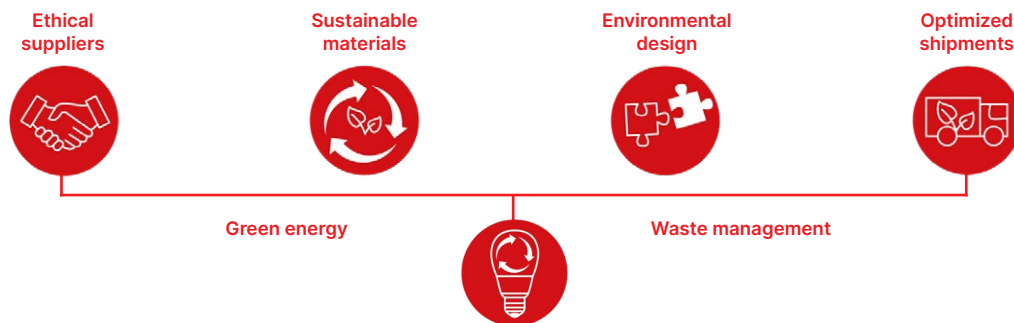 Ethical
suppliers
Sustainable
materials
Environmental
design
Optimized
shipments
Green energy
Waste management